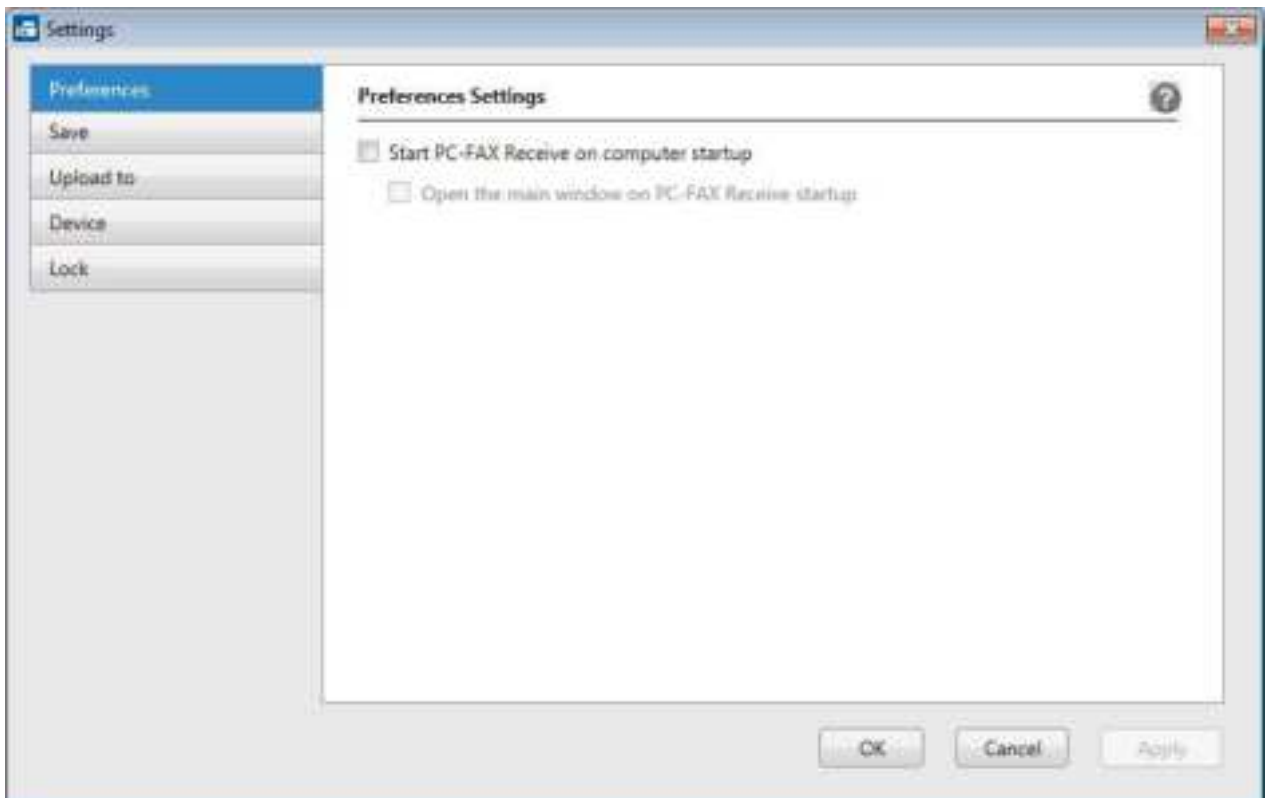 Settings
Preferences
Save
Upload to
Device
Lock
Preferences Settings
?
Start PC-FAX Receive on computer startup
Open the main window on PC-FAX Receive startup
OK
Cancel
Apply